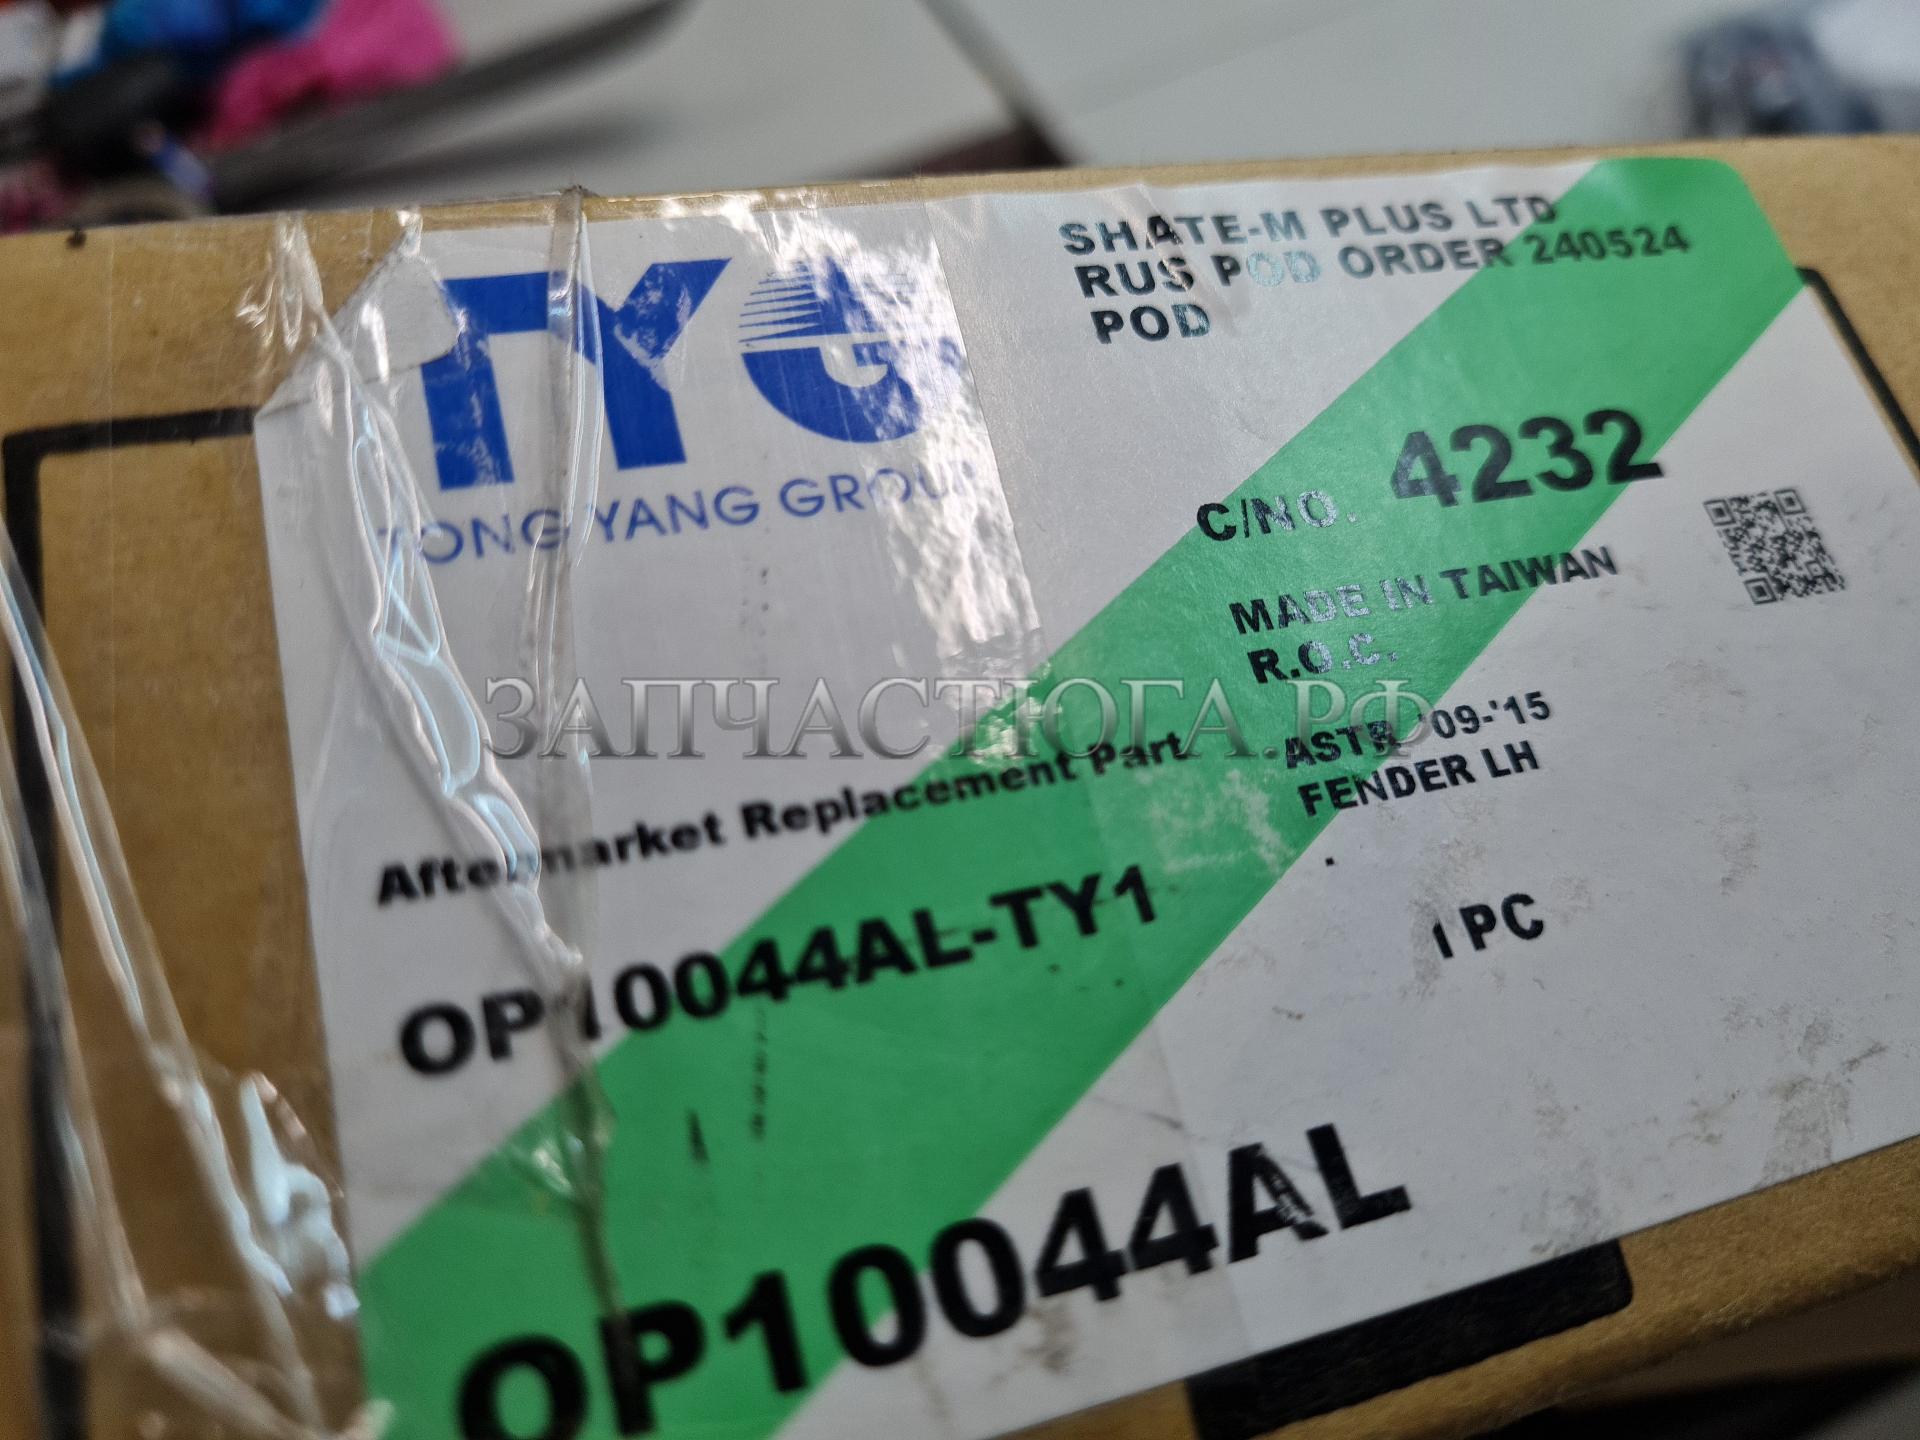 TYG
TONG YANG GROUP
SHATE-M PLUS LTD
RUS POD ORDER 240524
POD
C/NO. 4232
MADE IN TAIWAN
R.O.C.
ЗАПЧАСТЮГА.РФ
ASTR '09-'15
FENDER LH
Aftermarket Replacement Part
OP10044AL-TY1
1 PC
OP10044AL